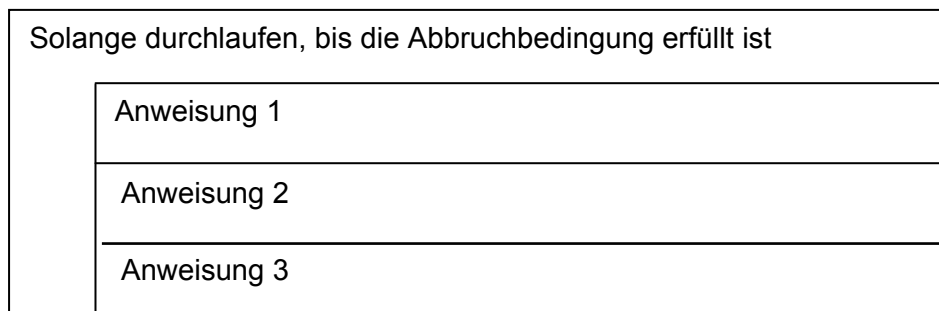 Solange durchlaufen, bis die Abbruchbedingung erfüllt ist
Anweisung 1
Anweisung 2
Anweisung 3